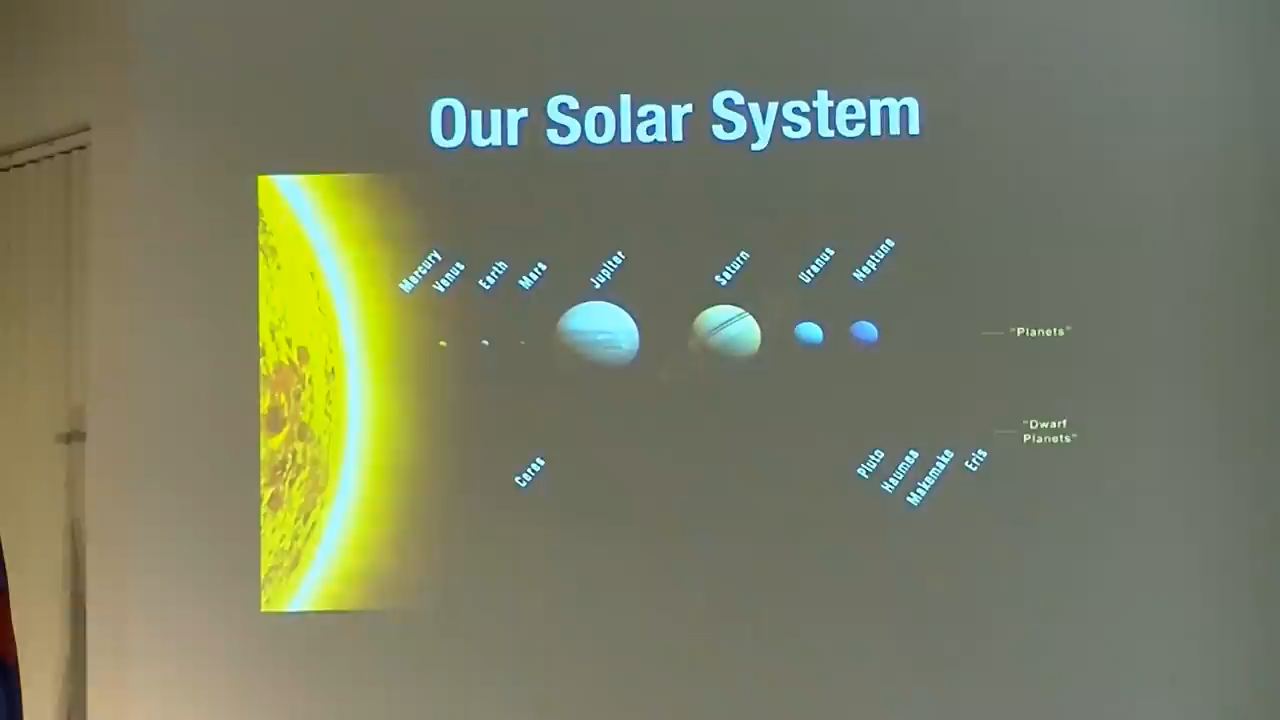 Our Solar System
Mercury
Venus
Earth
Mars
Jupiter
Saturn
Uranus
Neptune
"Planets"
"Dwarf
Planets"
Ceres
Pluto
Haumea
Makemake
Eris